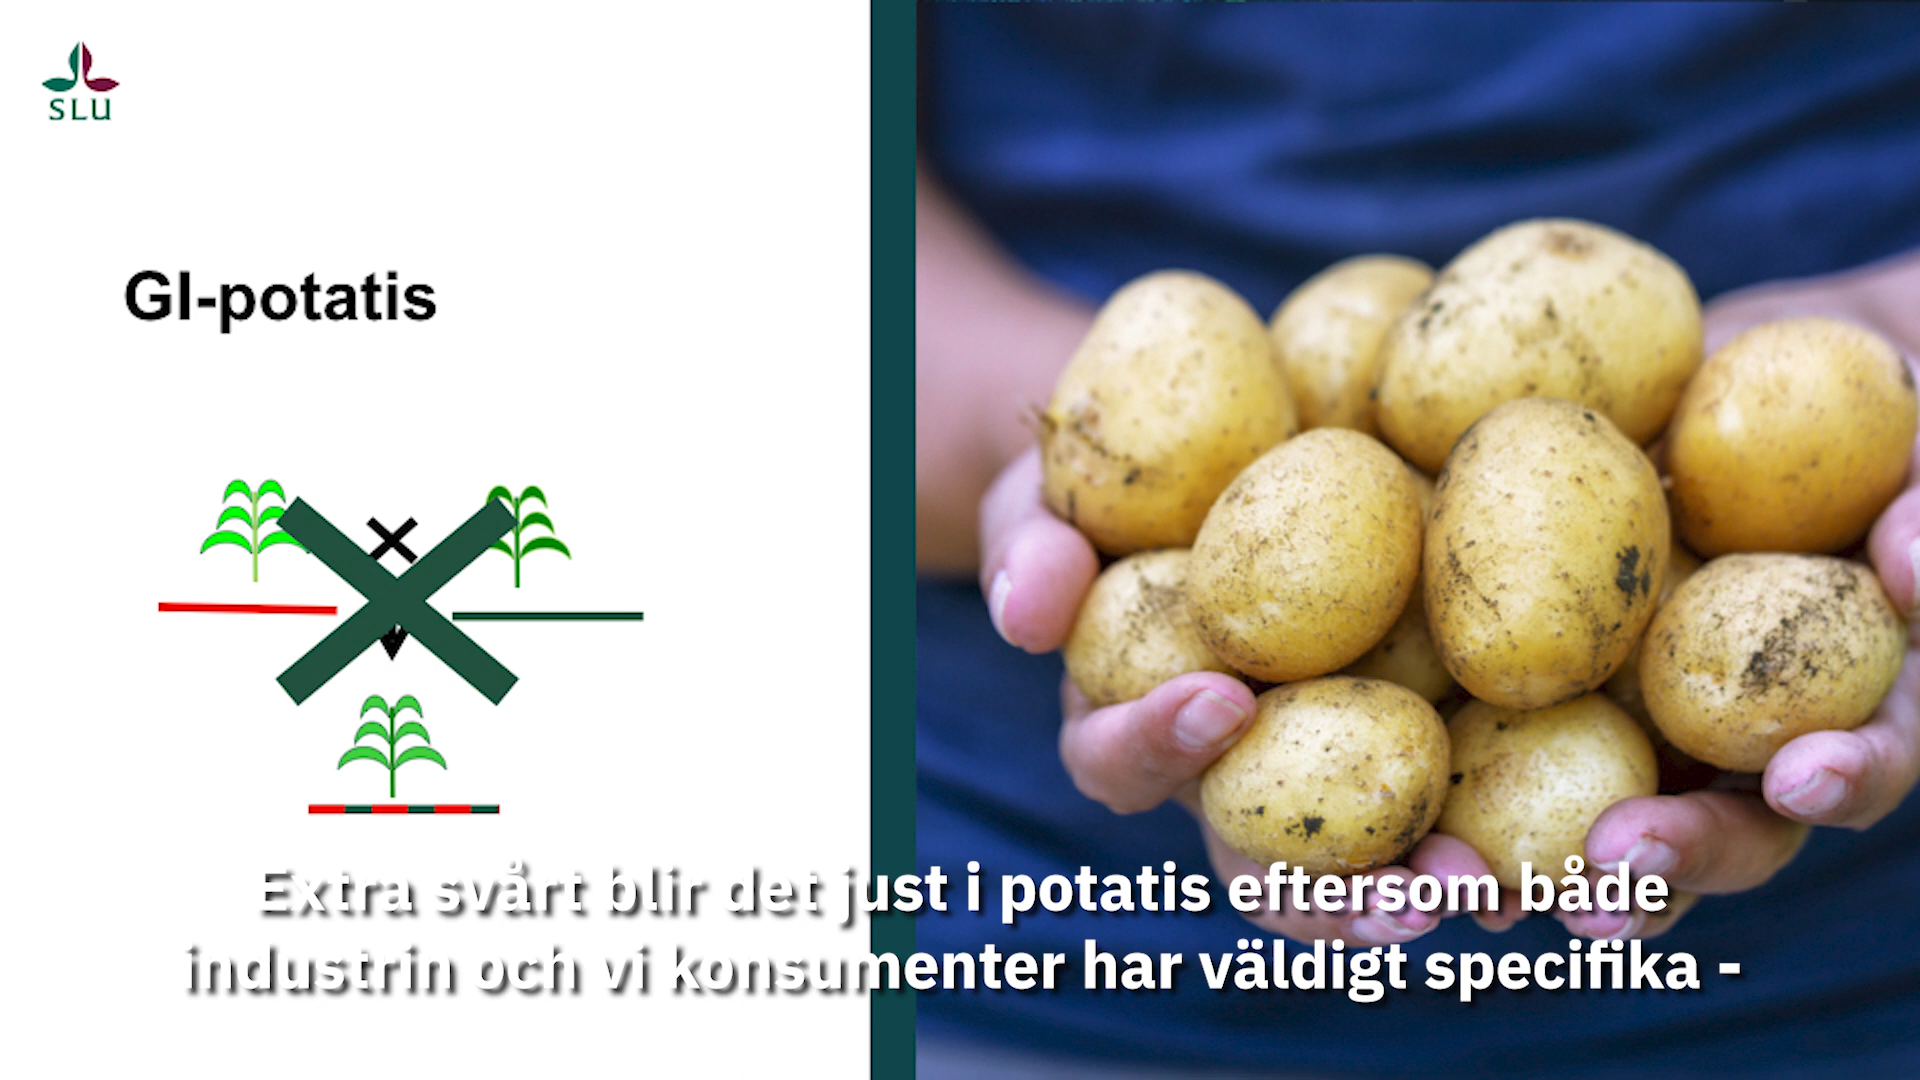 SLU
GI-potatis
Extra svårt blir det just i potatis eftersom både
industrin och vi konsumenter har väldigt specifika -